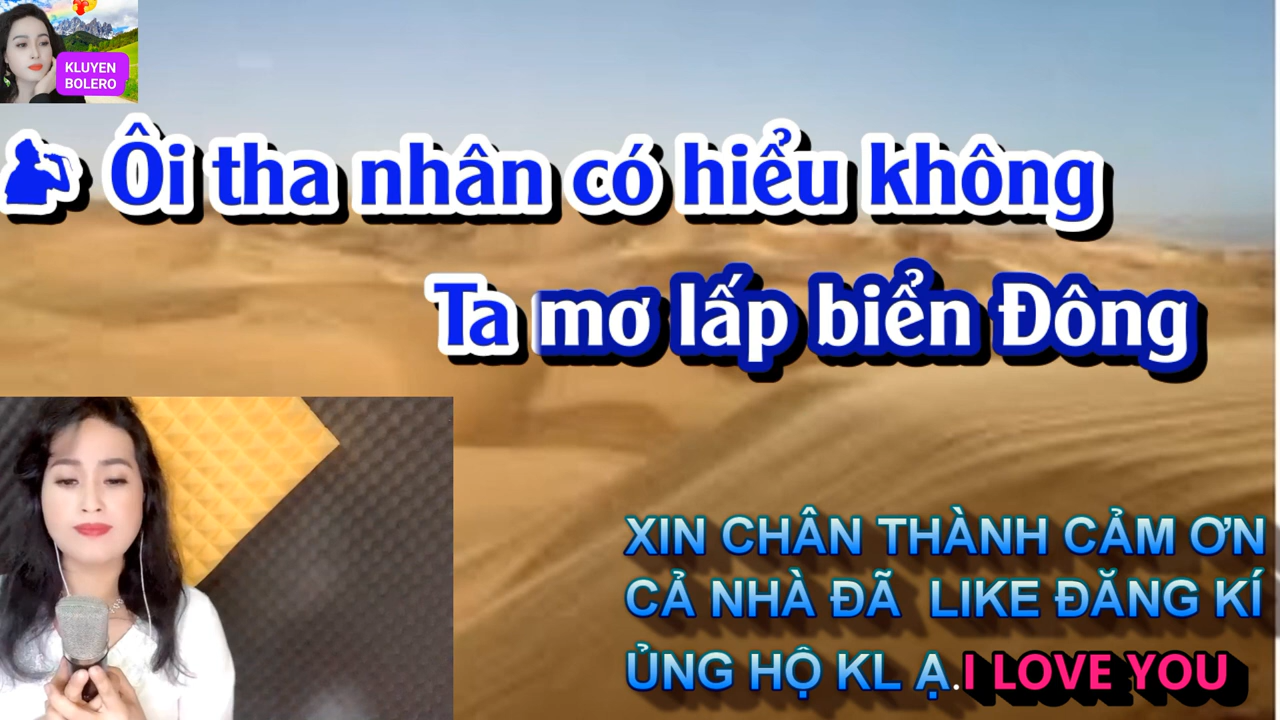 KLUYEN
BOLERO
Ôi tha nhân có hiểu không
Ta mơ lấp biển Đông
XIN CHÂN THÀNH CẢM ƠN
CẢ NHÀ ĐÃ LIKE ĐĂNG KÍ
ỦNG HỘ KL Ạ.I LOVE YOU